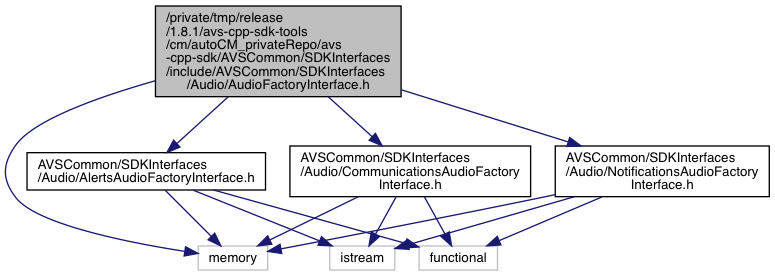 /private/tmp/release
/1.8.1/avs-cpp-sdk-tools
/cm/autoCM_privateRepo/avs
-cpp-sdk/AVSCommon/SDKInterfaces
/include/AVSCommon/SDKInterfaces
/Audio/AudioFactoryInterface.h
AVSCommon/SDKInterfaces
/Audio/AlertsAudioFactoryInterface.h
AVSCommon/SDKInterfaces
/Audio/CommunicationsAudioFactory
Interface.h
AVSCommon/SDKInterfaces
/Audio/NotificationsAudioFactory
Interface.h
memory
istream
functional